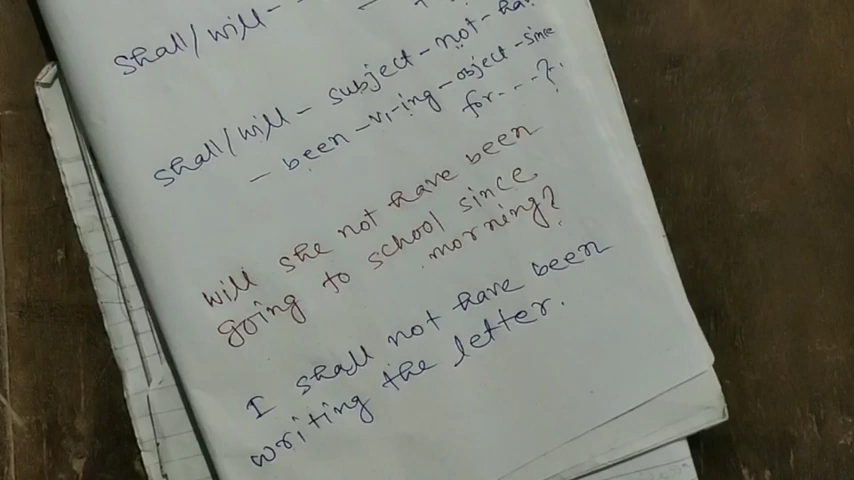 shall/will-
shall/will- subject-not-ha
- been-v1-ing-object-since
for---?
will she not have been
going to school since
morning?
I shall not have been
writing the letter.